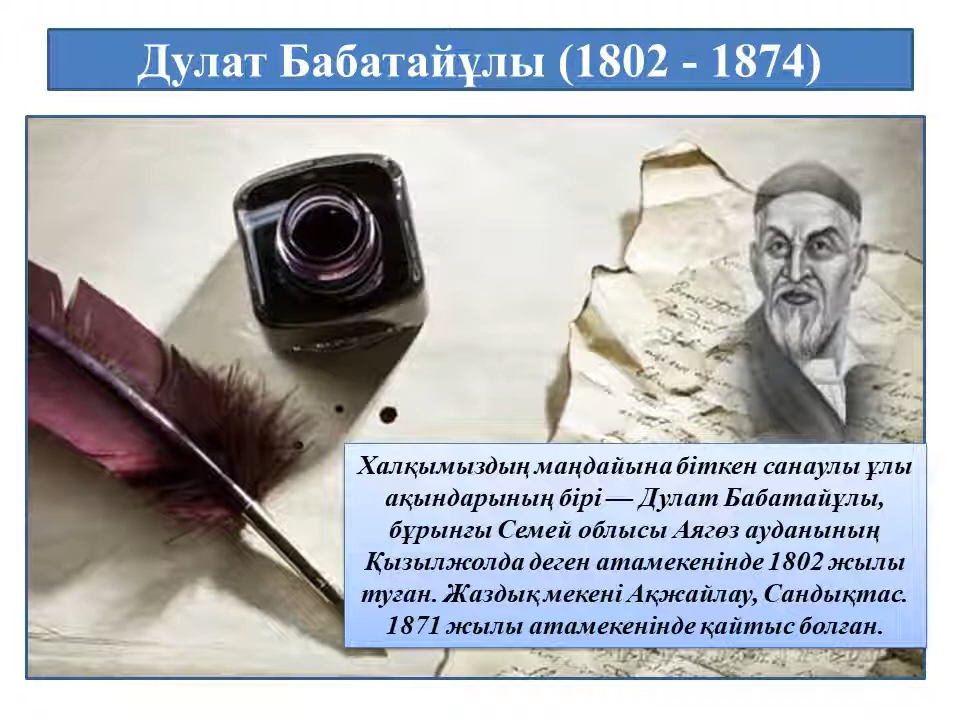 Дулат Бабатайұлы (1802 - 1874)
Халқымыздың маңдайына біткен санаулы ұлы
ақындарының бірі — Дулат Бабатайұлы,
бұрынғы Семей облысы Аягөз ауданының
Қызылжолда деген атамекенінде 1802 жылы
туған. Жаздық мекені Ақжайлау, Сандықтас.
1871 жылы атамекенінде қайтыс болған.